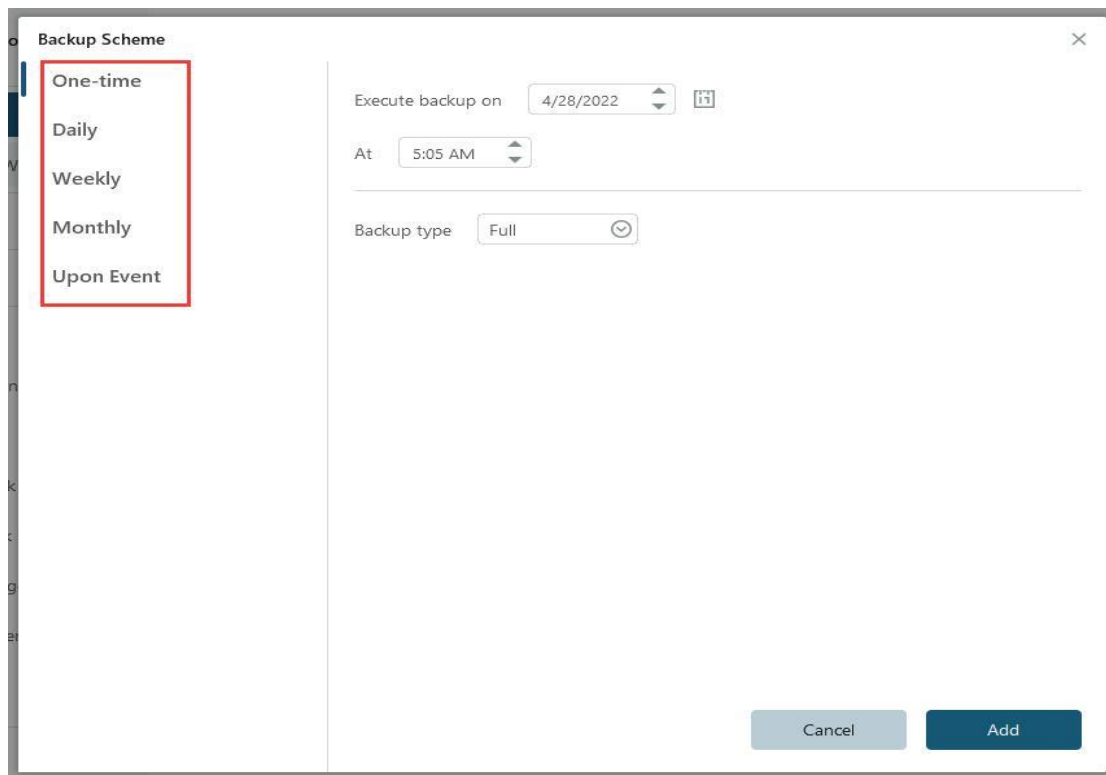 Backup Scheme
One-time
Daily
Weekly
Monthly
Upon Event
Execute backup on 4/28/2022
At 5:05 AM
Backup type Full
Cancel Add